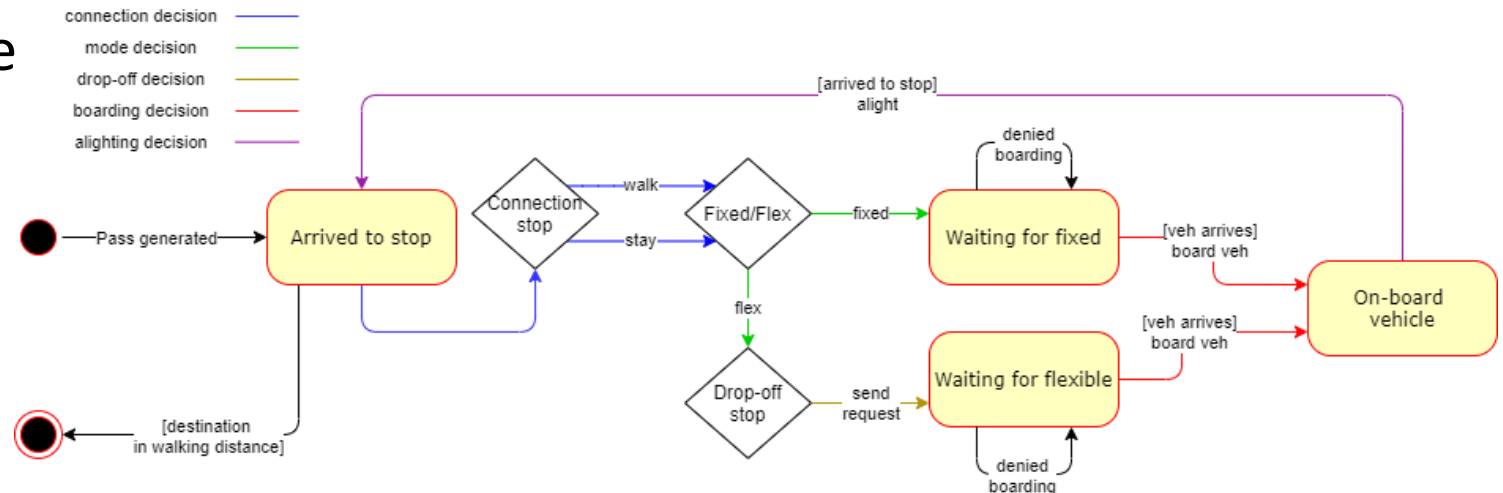 e
connection decision
mode decision
drop-off decision
boarding decision
alighting decision
[arrived to stop]
alight
denied
boarding
Connection
stop
walk
stay
Fixed/Flex
fixed
Waiting for fixed
[veh arrives]
board veh
Pass generated
Arrived to stop
On-board
vehicle
flex
[veh arrives]
board veh
Drop-off
stop
send
request
Waiting for flexible
[destination
in walking distance]
denied
boarding